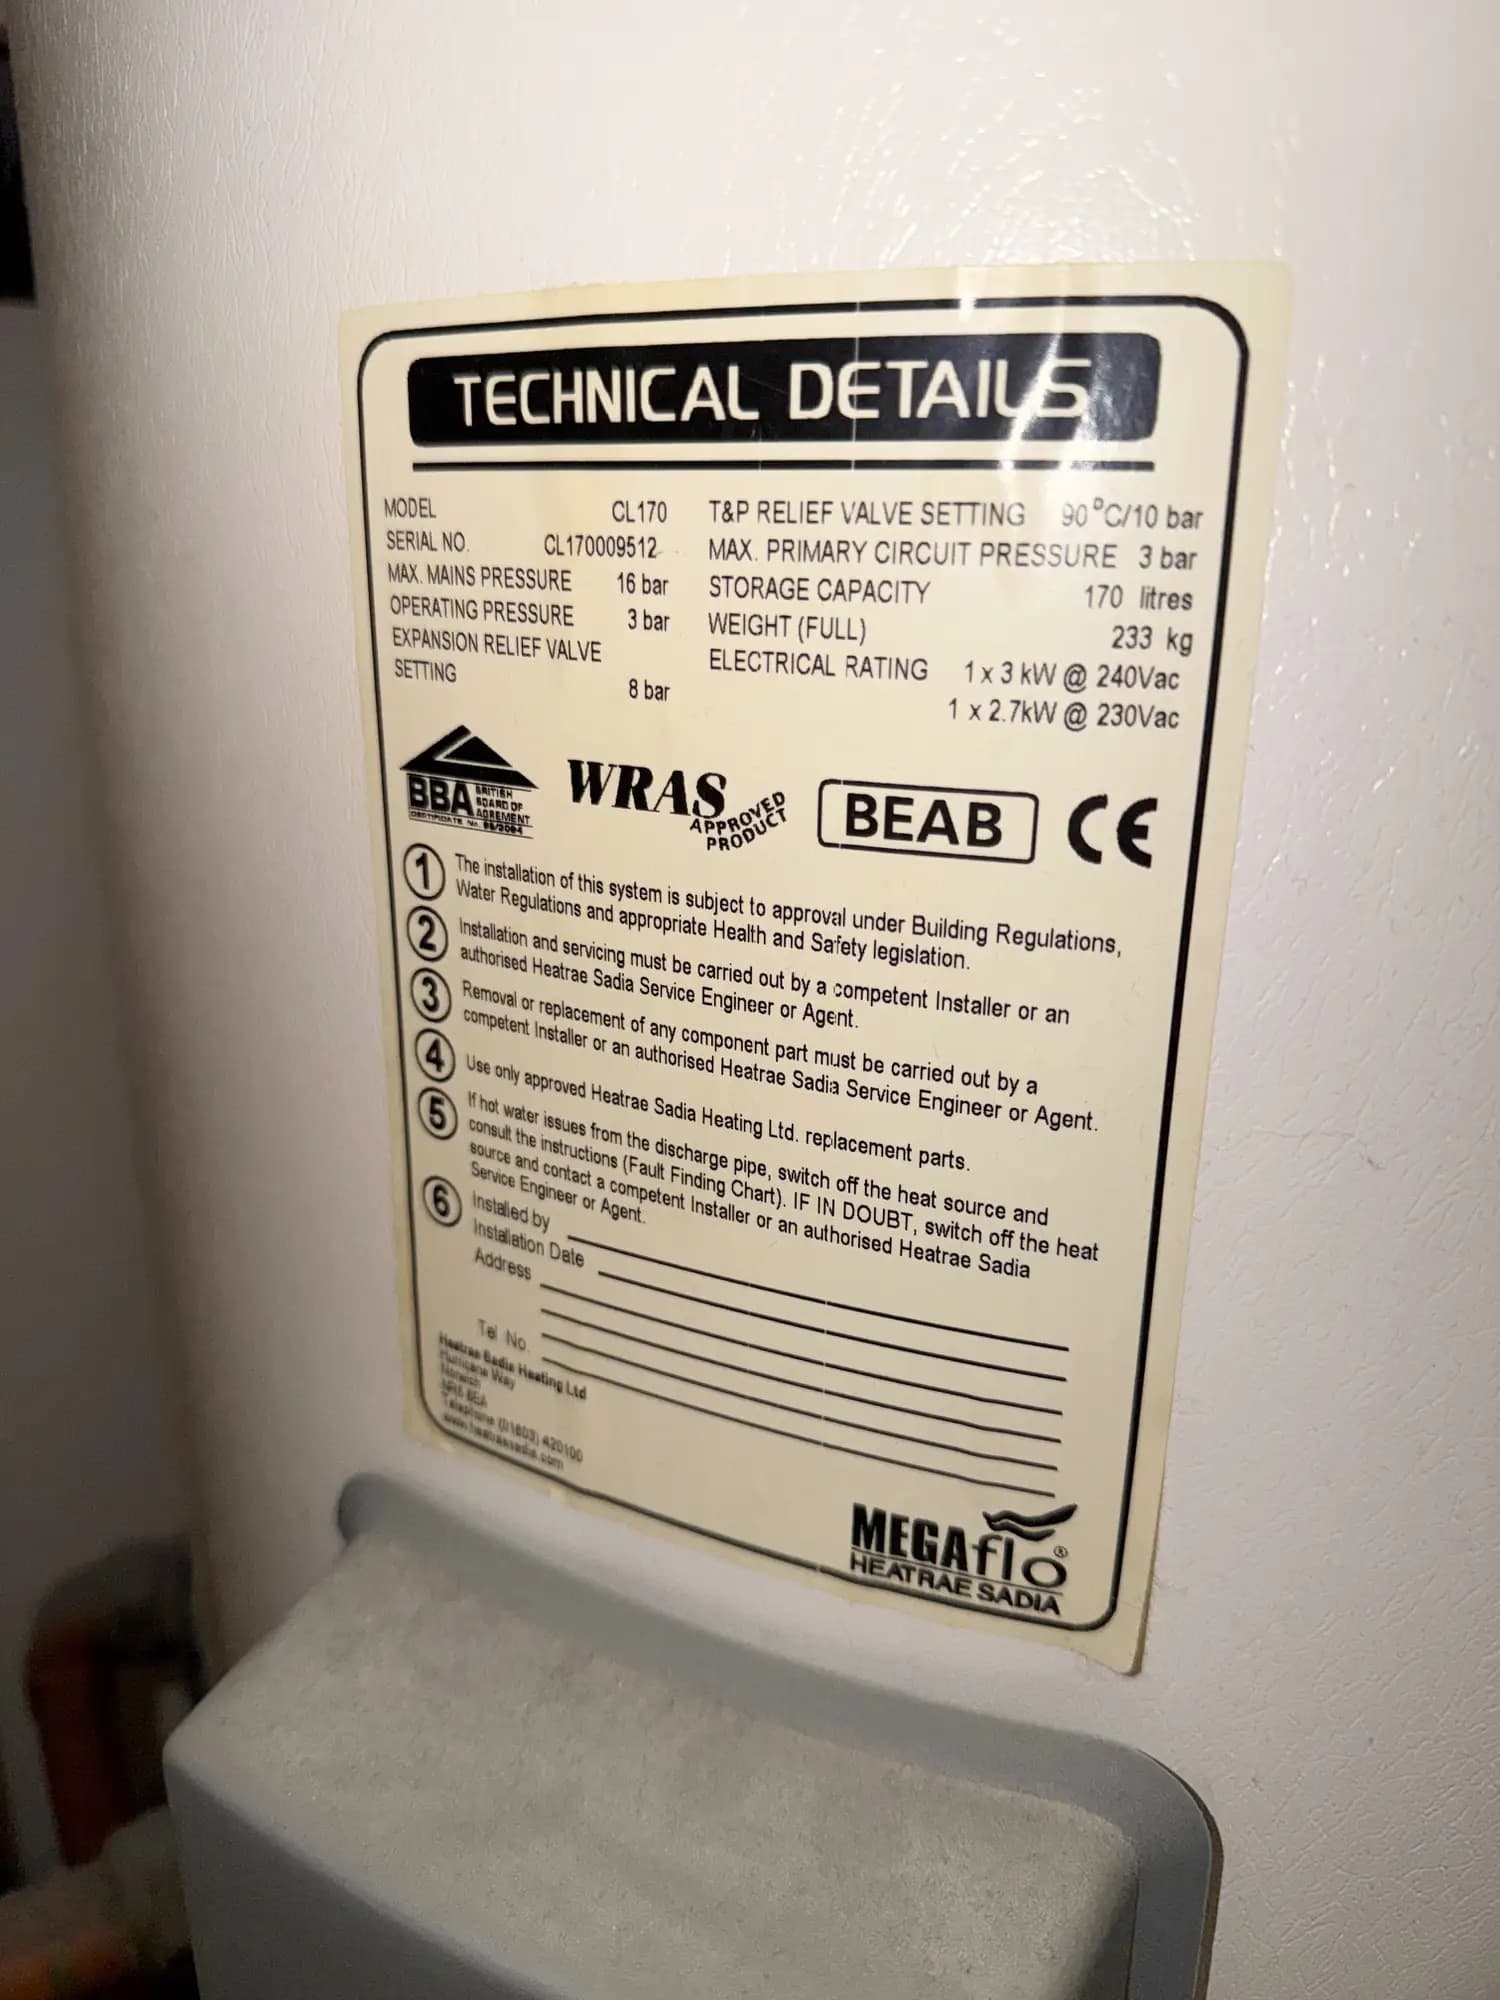 TECHNICAL DETAILS
MODEL CL170
SERIAL NO. CL170009512
MAX. MAINS PRESSURE 16 bar
OPERATING PRESSURE 3 bar
EXPANSION RELIEF VALVE
SETTING 8 bar
T&P RELIEF VALVE SETTING 90°C/10 bar
MAX. PRIMARY CIRCUIT PRESSURE 3 bar
STORAGE CAPACITY 170 litres
WEIGHT (FULL) 233 kg
ELECTRICAL RATING 1 x 3 kW @ 240Vac
1 x 2.7kW @ 230Vac
BBA
BRITISH
BOARD OF
AGREMENT
CERTIFICATE No.
WRAS
APPROVED
PRODUCT
BEAB
CE
1 The installation of this system is subject to approval under Building Regulations,
Water Regulations and appropriate Health and Safety legislation.
2 Installation and servicing must be carried out by a competent Installer or an
authorised Heatrae Sadia Service Engineer or Agent.
3 Removal or replacement of any component part must be carried out by a
competent Installer or an authorised Heatrae Sadia Service Engineer or Agent.
4 Use only approved Heatrae Sadia Heating Ltd. replacement parts.
5 If hot water issues from the discharge pipe, switch off the heat source and
consult the instructions (Fault Finding Chart). IF IN DOUBT, switch off the heat
source and contact a competent Installer or an authorised Heatrae Sadia
Service Engineer or Agent.
6 Installed by
Installation Date
Address
Tel No.
Heatrae Sadia Heating Ltd
Hurricane Way
Norwich
NR6 6EA
Telephone (01603) 420100
www.heatraesadia.com
MEGAflo®
HEATRAE SADIA